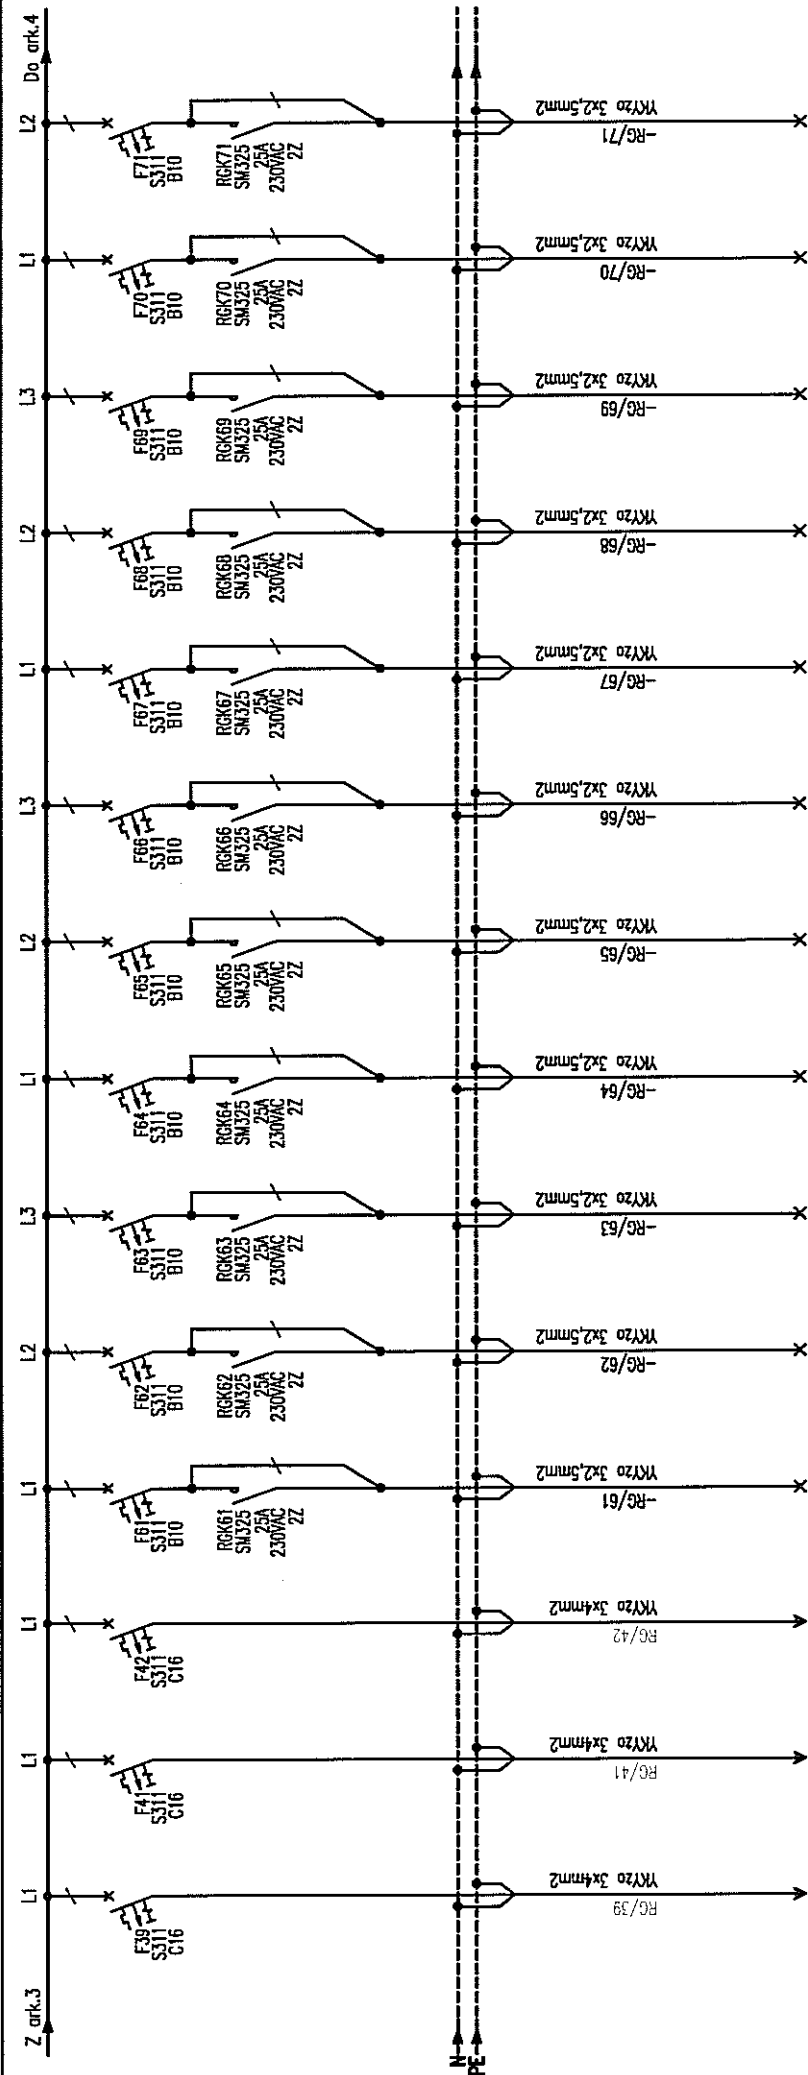 Z ark.3
L1
F39
S311
C16
RG/39
YKYżo 3x4mm2
L1
F41
S311
C16
RG/41
YKYżo 3x4mm2
L1
F42
S311
C16
RG/42
YKYżo 3x4mm2
L1
F61
S311
B10
RGK61
SM325
25A
230VAC
2Z
-RG/61
YKYżo 3x2,5mm2
L2
F62
S311
B10
RGK62
SM325
25A
230VAC
2Z
-RG/62
YKYżo 3x2,5mm2
L3
F63
S311
B10
RGK63
SM325
25A
230VAC
2Z
-RG/63
YKYżo 3x2,5mm2
L1
F64
S311
B10
RGK64
SM325
25A
230VAC
2Z
-RG/64
YKYżo 3x2,5mm2
L2
F65
S311
B10
RGK65
SM325
25A
230VAC
2Z
-RG/65
YKYżo 3x2,5mm2
L3
F66
S311
B10
RGK66
SM325
25A
230VAC
2Z
-RG/66
YKYżo 3x2,5mm2
L1
F67
S311
B10
RGK67
SM325
25A
230VAC
2Z
-RG/67
YKYżo 3x2,5mm2
L2
F68
S311
B10
RGK68
SM325
25A
230VAC
2Z
-RG/68
YKYżo 3x2,5mm2
L3
F69
S311
B10
RGK69
SM325
25A
230VAC
2Z
-RG/69
YKYżo 3x2,5mm2
L1
F70
S311
B10
RGK70
SM325
25A
230VAC
2Z
-RG/70
YKYżo 3x2,5mm2
L2
F71
S311
B10
RGK71
SM325
25A
230VAC
2Z
-RG/71
YKYżo 3x2,5mm2
Do ark.4
N
PE